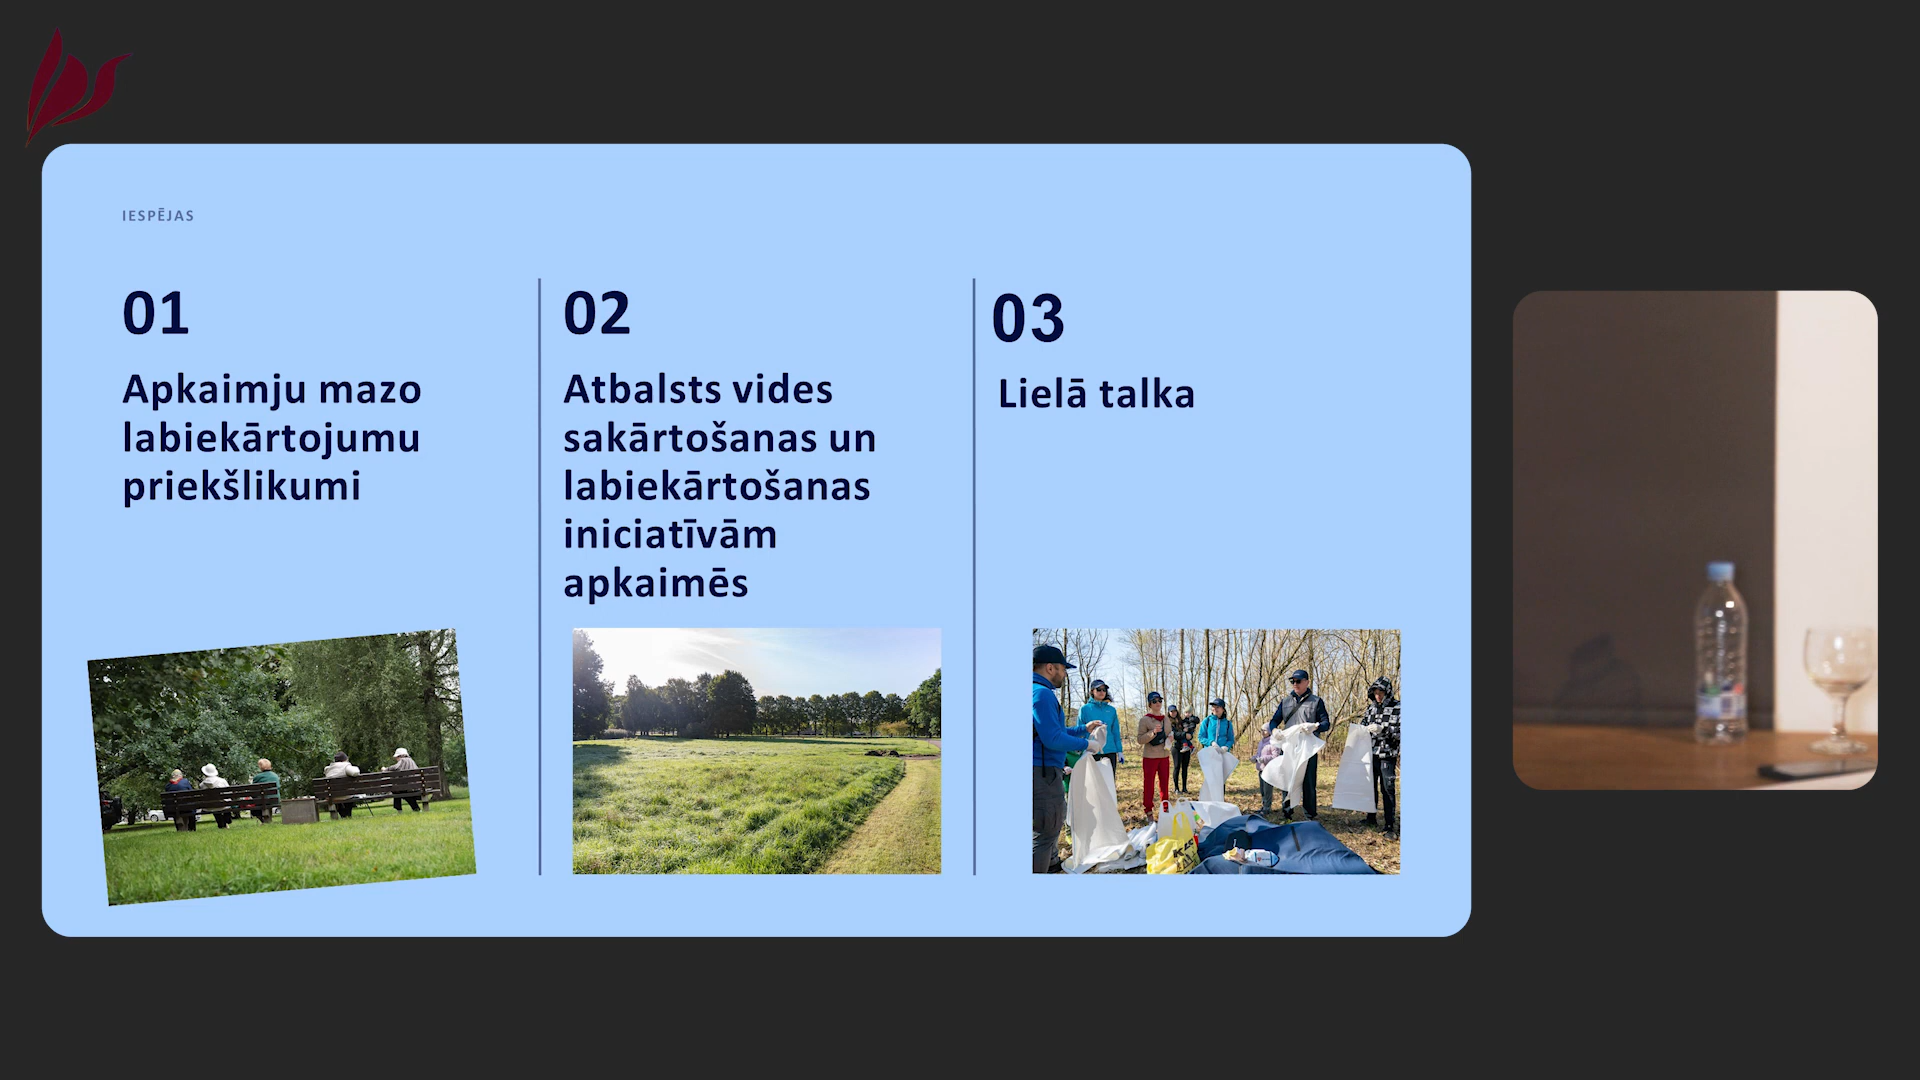 IESPĒJAS
01
Apkaimju mazo
labiekārtojumu
priekšlikumi
02
Atbalsts vides
sakārtošanas un
labiekārtošanas
iniciatīvām
apkaimēs
03
Lielā talka